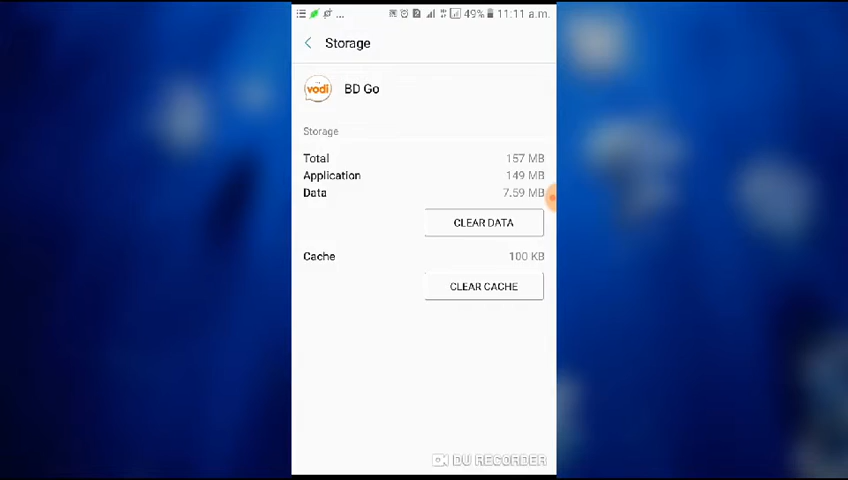 ... 49% 11:11 a.m.
Storage
vodi BD Go
Storage
Total 157 MB
Application 149 MB
Data 7.59 MB
CLEAR DATA
Cache 100 KB
CLEAR CACHE
DU RECORDER